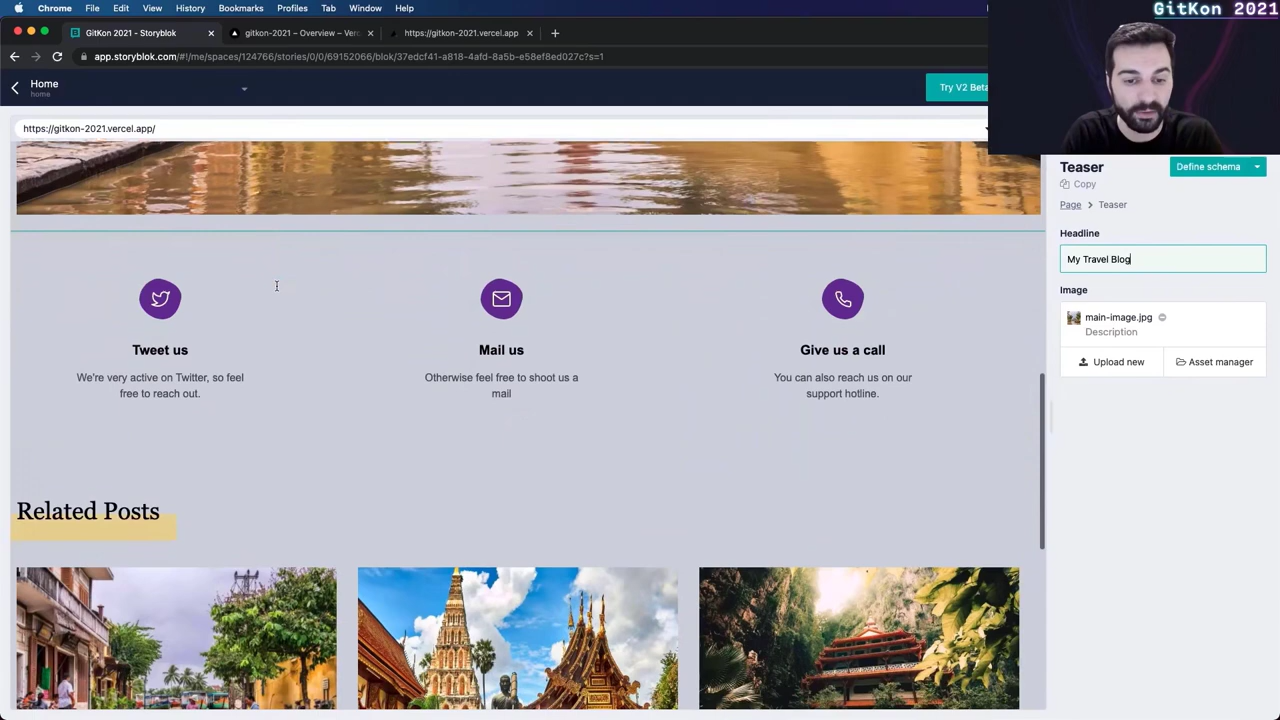 Chrome File Edit View History Bookmarks Profiles Tab Window Help
GitKon 2021
GitKon 2021 - Storyblok
gitkon-2021 – Overview – Ver
https://gitkon-2021.vercel.app
app.storyblok.com/#!/me/spaces/124766/stories/0/0/69152066/blok/37edcf41-a818-4afd-8a5b-e58ef8ed027c?s=1
Home
home
Try V2 Beta
https://gitkon-2021.vercel.app/
Teaser
Define schema
Copy
Page > Teaser
Headline
My Travel Blog
Image
main-image.jpg
Description
Upload new
Asset manager
Tweet us
Mail us
Give us a call
We're very active on Twitter, so feel
free to reach out.
Otherwise feel free to shoot us a
mail
You can also reach us on our
support hotline.
Related Posts